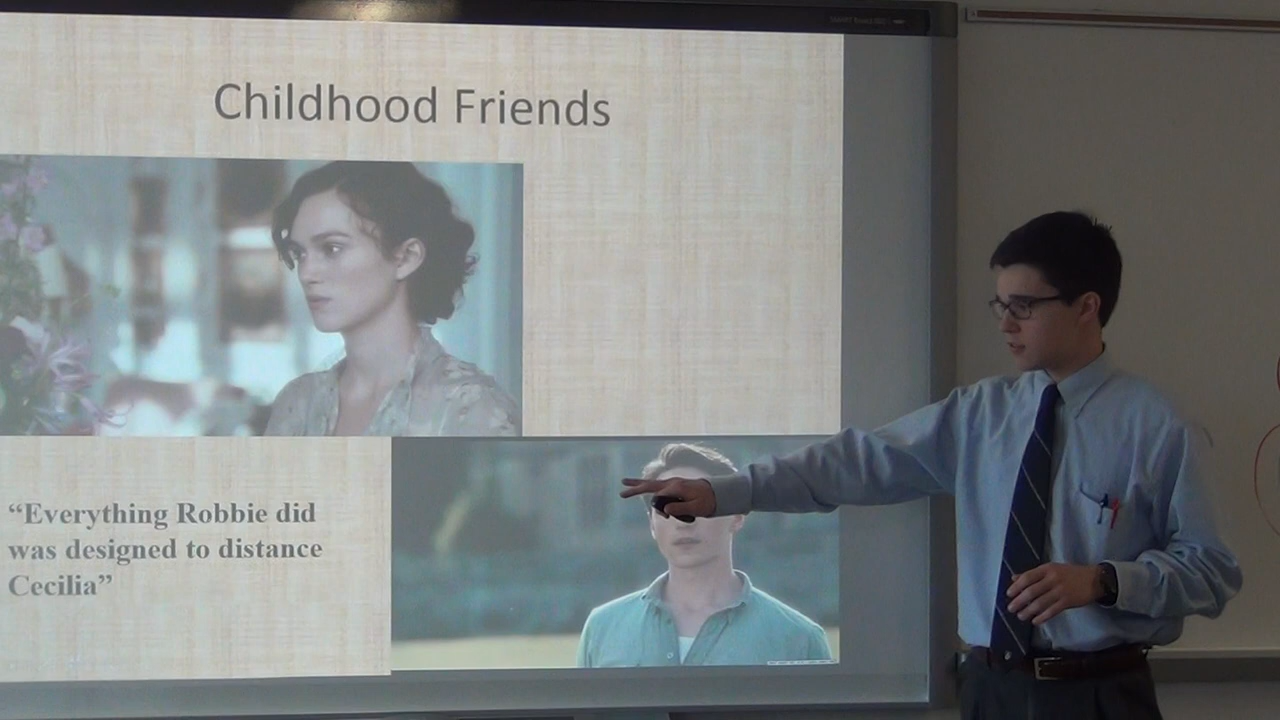 Childhood Friends
“Everything Robbie did
was designed to distance
Cecilia”